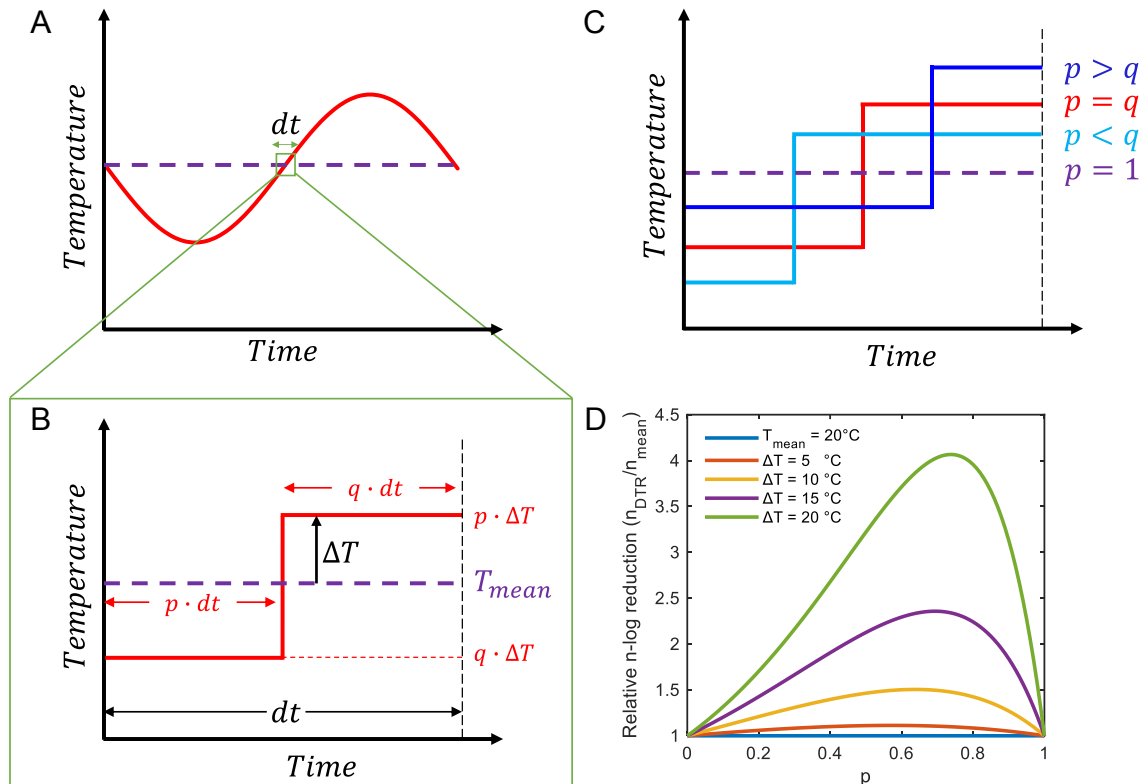 A
Temperature
dt
Time
B
Temperature
q · dt
p · ΔT
ΔT
T_mean
p · dt
q · ΔT
dt
Time
C
Temperature
p > q
p = q
p < q
p = 1
Time
D
Relative n-log reduction (n_DTR/n_mean)
4.5
4
3.5
3
2.5
2
1.5
1
T_mean = 20°C
ΔT = 5 °C
ΔT = 10 °C
ΔT = 15 °C
ΔT = 20 °C
0 0.2 0.4 0.6 0.8 1
p